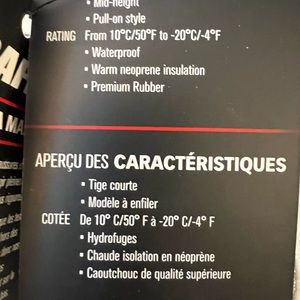 • Mid-height
• Pull-on style
RATING From 10°C/50°F to -20°C/-4°F
• Waterproof
• Warm neoprene insulation
• Premium Rubber
APERÇU DES CARACTÉRISTIQUES
• Tige courte
• Modèle à enfiler
COTÉE De 10° C/50° F à -20° C/-4° F
• Hydrofuges
• Chaude isolation en néoprène
• Caoutchouc de qualité supérieure